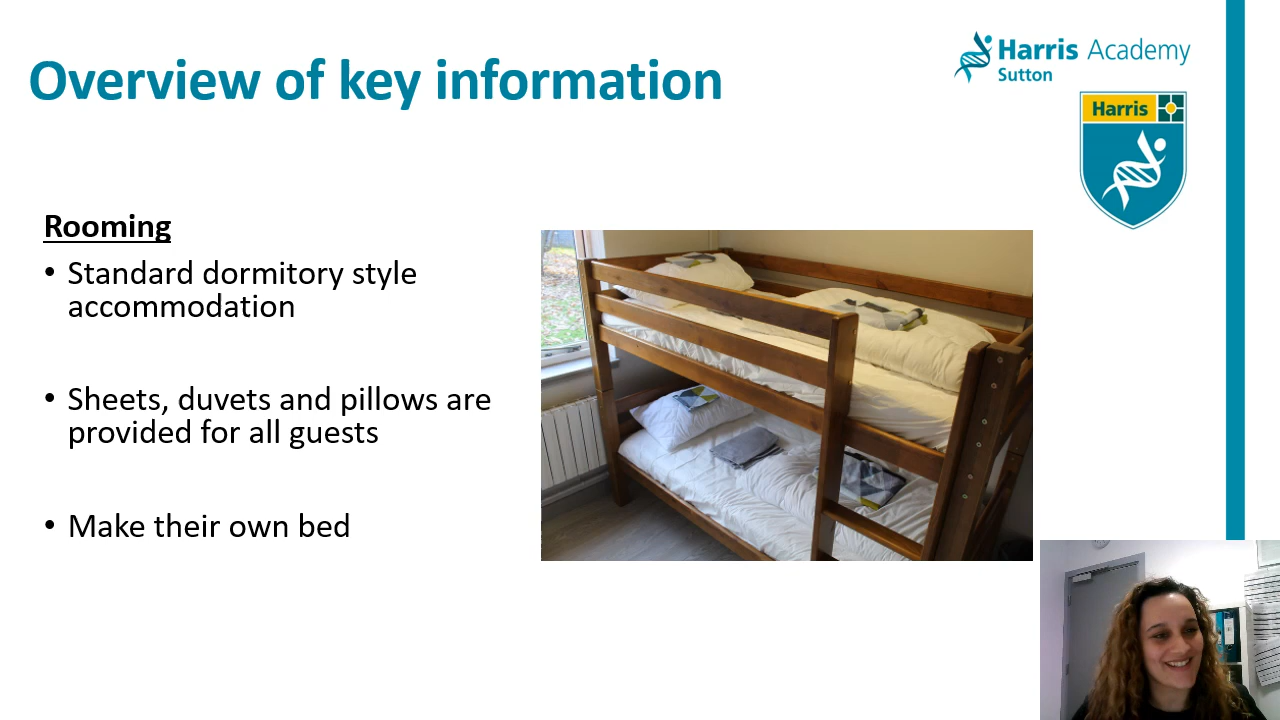 Overview of key information
Harris Academy
Sutton
Harris
Rooming
• Standard dormitory style
accommodation
• Sheets, duvets and pillows are
provided for all guests
• Make their own bed